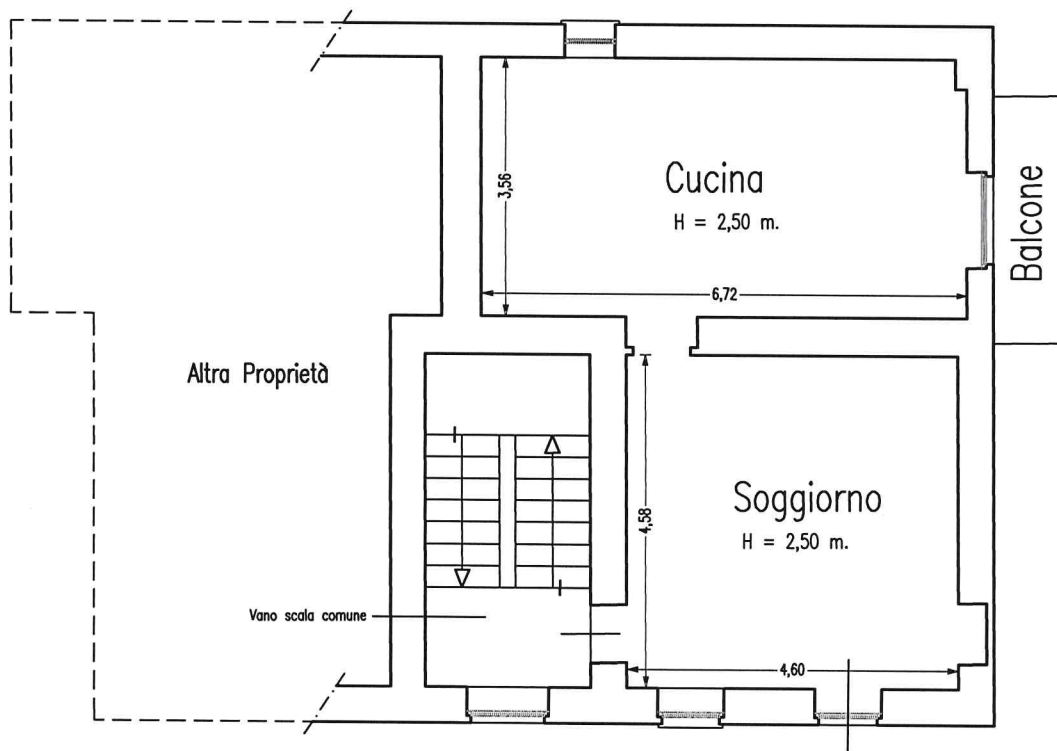 Cucina
H = 2,50 m.
3,56
6,72
Balcone
Altra Proprietà
Soggiorno
H = 2,50 m.
4,58
Vano scala comune
4,60